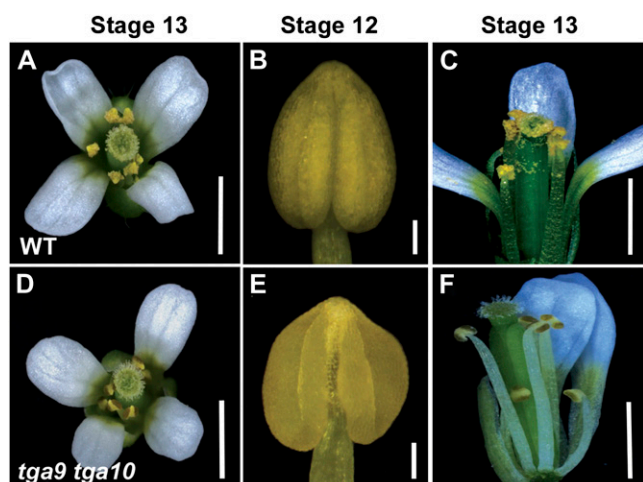 Stage 13 Stage 12 Stage 13
A B C
WT
D E F
tga9 tga10